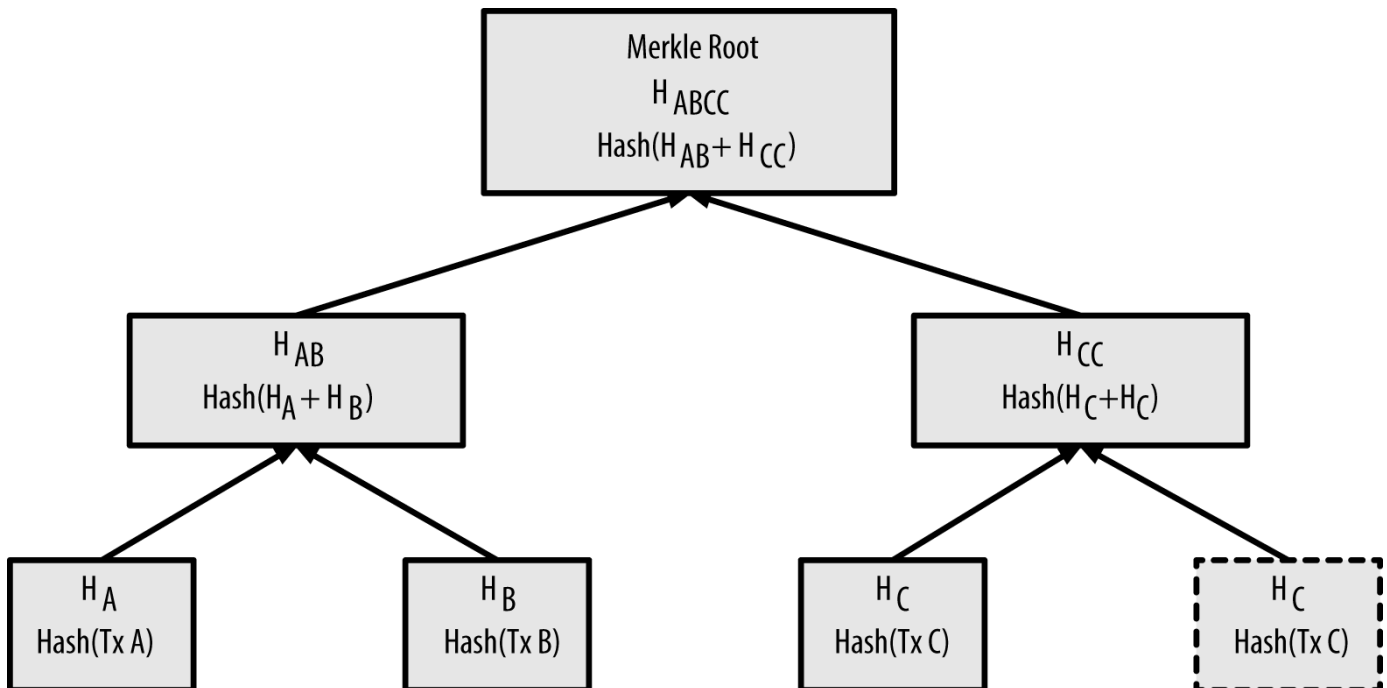 Merkle Root
H ABCC
Hash(H AB + H CC)
H AB
Hash(H A + H B)
H CC
Hash(H C+H C)
H A
Hash(Tx A)
H B
Hash(Tx B)
H C
Hash(Tx C)
H C
Hash(Tx C)